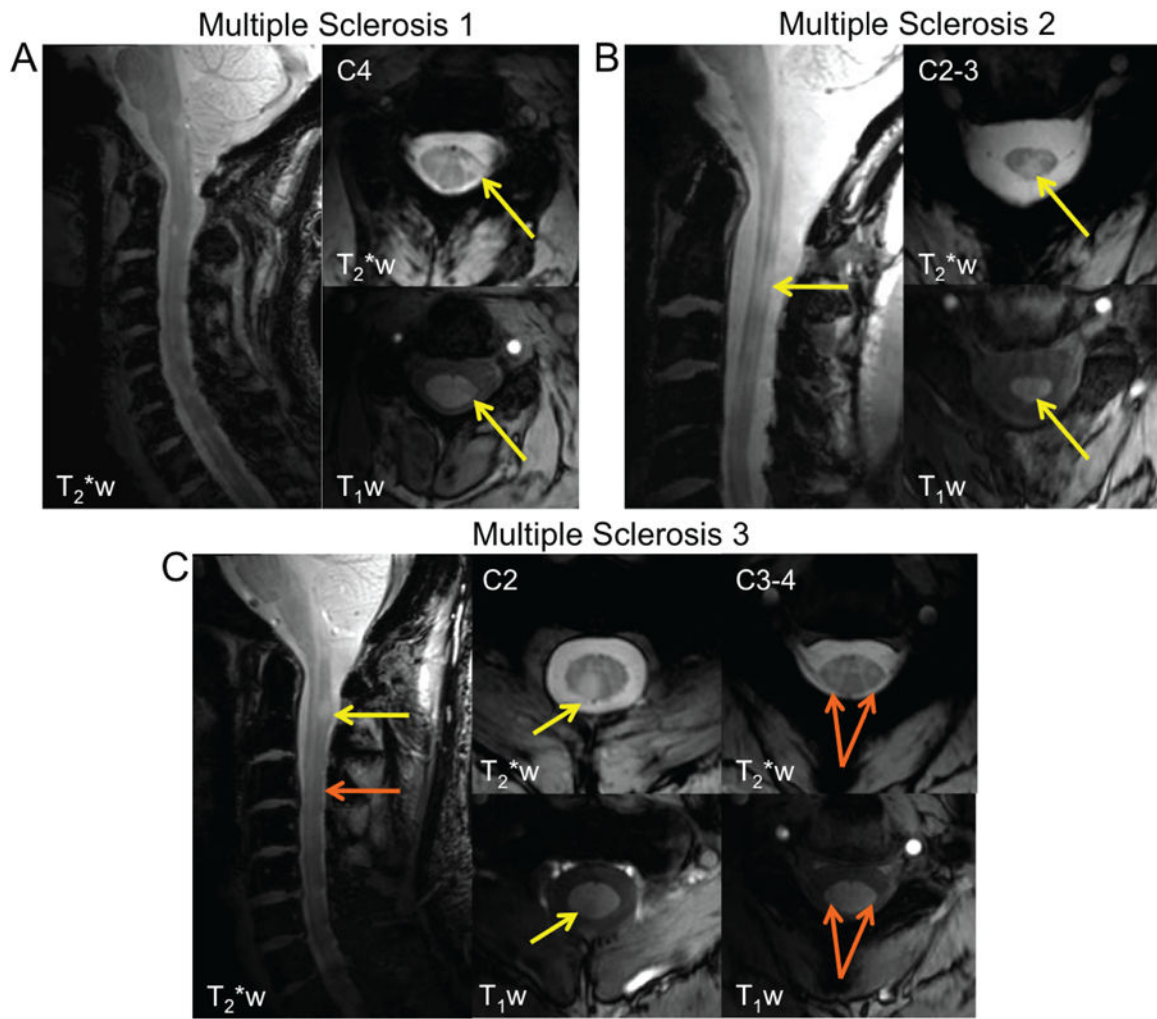 Multiple Sclerosis 1
A
C4
T₂*w
T₂*w
T₁w
Multiple Sclerosis 2
B
C2-3
T₂*w
T₁w
Multiple Sclerosis 3
C
C2
C3-4
T₂*w
T₂*w
T₂*w
T₁w
T₁w